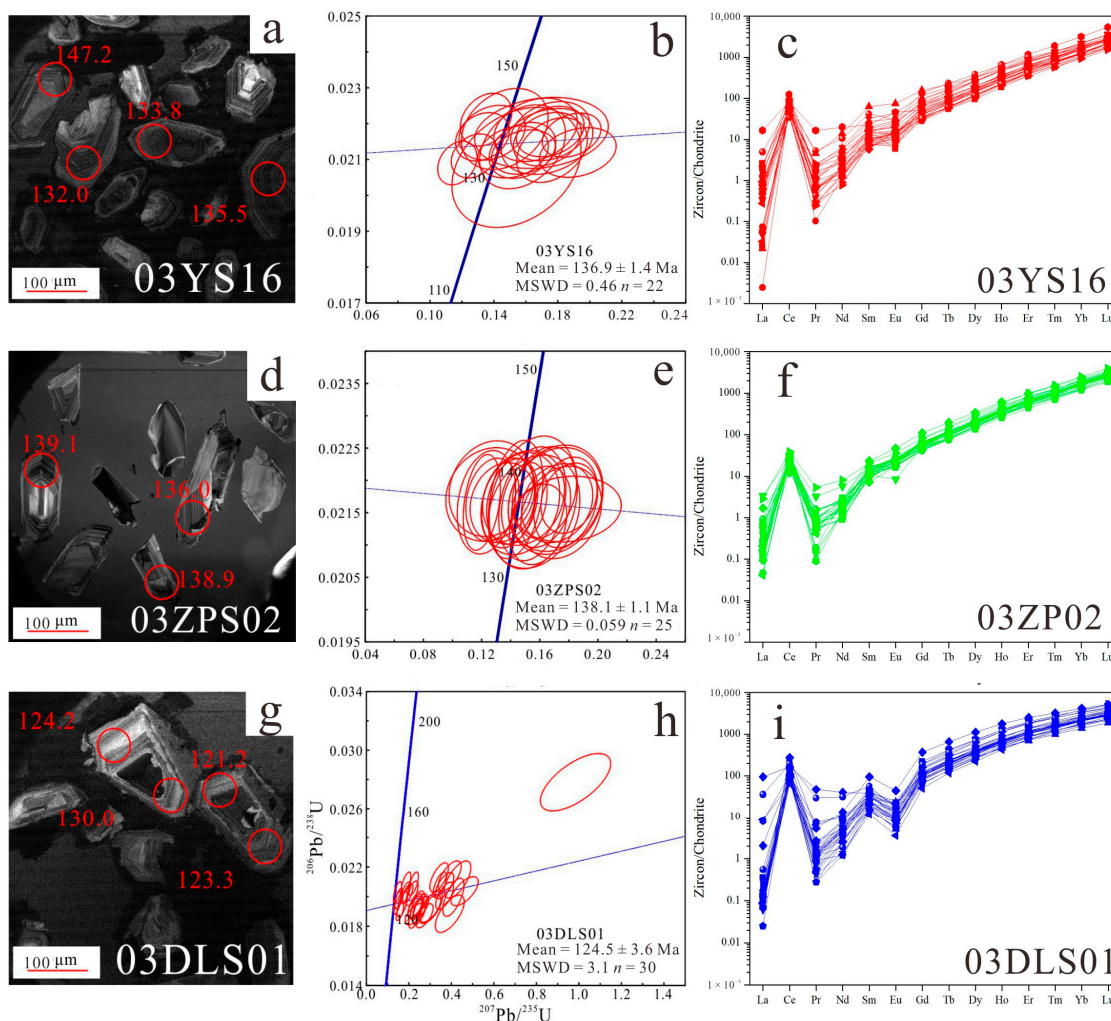 a
147.2
133.8
132.0
135.5
100 μm
03YS16
b
0.025
0.023
0.021
0.019
0.017
150
130
110
03YS16
Mean = 136.9 ± 1.4 Ma
MSWD = 0.46 n = 22
0.06 0.08 0.12 0.16 0.20 0.24
c
10,000
1000
100
10
1
0.1
0.01
Zircon/Chondrite
03YS16
La Ce Pr Nd Sm Eu Gd Tb Dy Ho Er Tm Yb Lu
d
139.1
136.0
138.9
100 μm
03ZPS02
e
0.0235
0.0225
0.0215
0.0205
0.0195
150
140
130
03ZPS02
Mean = 138.1 ± 1.1 Ma
MSWD = 0.059 n = 25
0.04 0.08 0.12 0.16 0.20 0.24
f
10,000
1000
100
10
1
0.1
0.01
Zircon/Chondrite
03ZP02
La Ce Pr Nd Sm Eu Gd Tb Dy Ho Er Tm Yb Lu
g
124.2
121.2
130.0
123.3
100 μm
03DLS01
h
0.034
0.030
0.026
0.022
0.018
0.014
206Pb/238U
200
160
120
03DLS01
Mean = 124.5 ± 3.6 Ma
MSWD = 3.1 n = 30
0.0 0.2 0.4 0.6 0.8 1.0 1.2 1.4
207Pb/235U
i
10,000
1000
100
10
1
0.1
0.01
Zircon/Chondrite
03DLS01
La Ce Pr Nd Sm Eu Gd Tb Dy Ho Er Tm Yb Lu